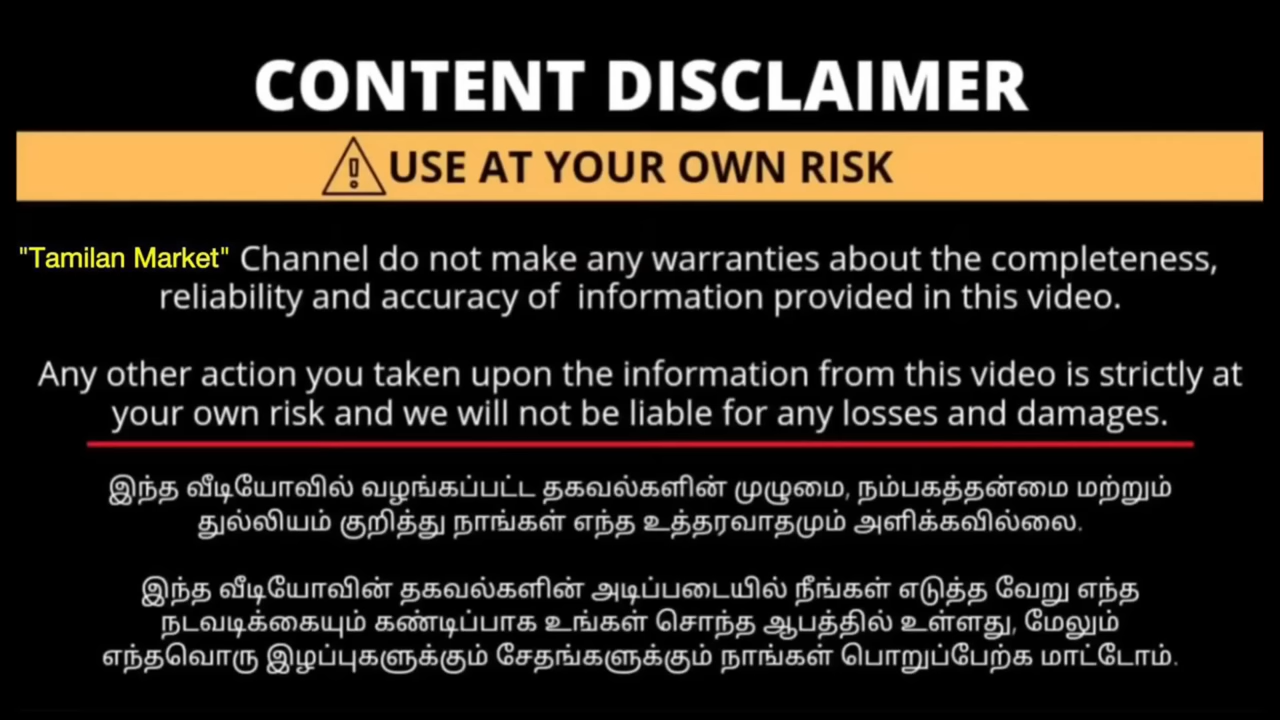 CONTENT DISCLAIMER
USE AT YOUR OWN RISK
"Tamilan Market" Channel do not make any warranties about the completeness,
reliability and accuracy of information provided in this video.
Any other action you taken upon the information from this video is strictly at
your own risk and we will not be liable for any losses and damages.
இந்த வீடியோவில் வழங்கப்பட்ட தகவல்களின் முழுமை, நம்பகத்தன்மை மற்றும்
துல்லியம் குறித்து நாங்கள் எந்த உத்தரவாதமும் அளிக்கவில்லை.
இந்த வீடியோவின் தகவல்களின் அடிப்படையில் நீங்கள் எடுத்த வேறு எந்த
நடவடிக்கையும் கண்டிப்பாக உங்கள் சொந்த ஆபத்தில் உள்ளது, மேலும்
எந்தவொரு இழப்புகளுக்கும் சேதங்களுக்கும் நாங்கள் பொறுப்பேற்க மாட்டோம்.